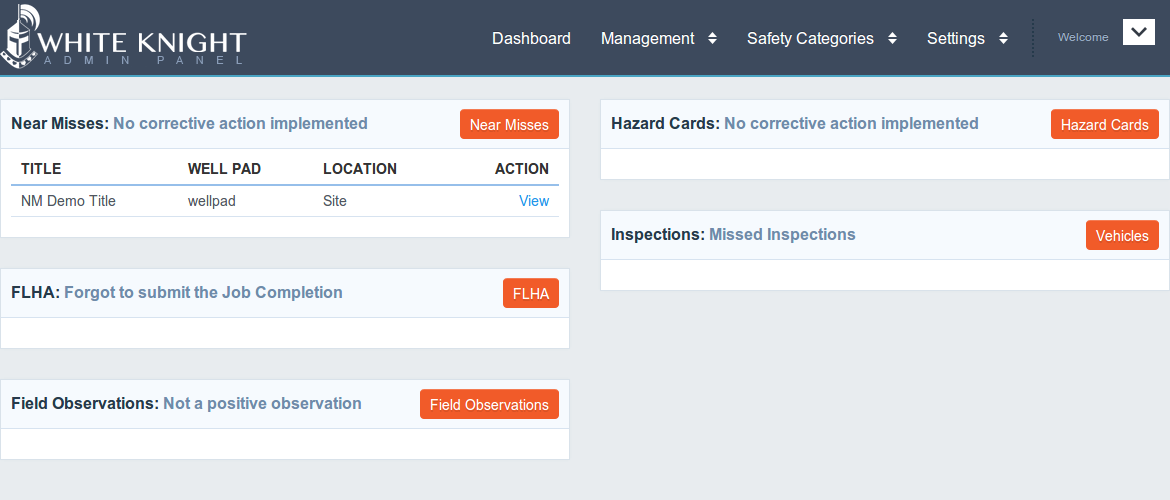 WHITE KNIGHT
ADMIN PANEL
Dashboard Management Safety Categories Settings Welcome
Near Misses: No corrective action implemented Near Misses
TITLE WELL PAD LOCATION ACTION
NM Demo Title wellpad Site View
FLHA: Forgot to submit the Job Completion FLHA
Field Observations: Not a positive observation Field Observations
Hazard Cards: No corrective action implemented Hazard Cards
Inspections: Missed Inspections Vehicles